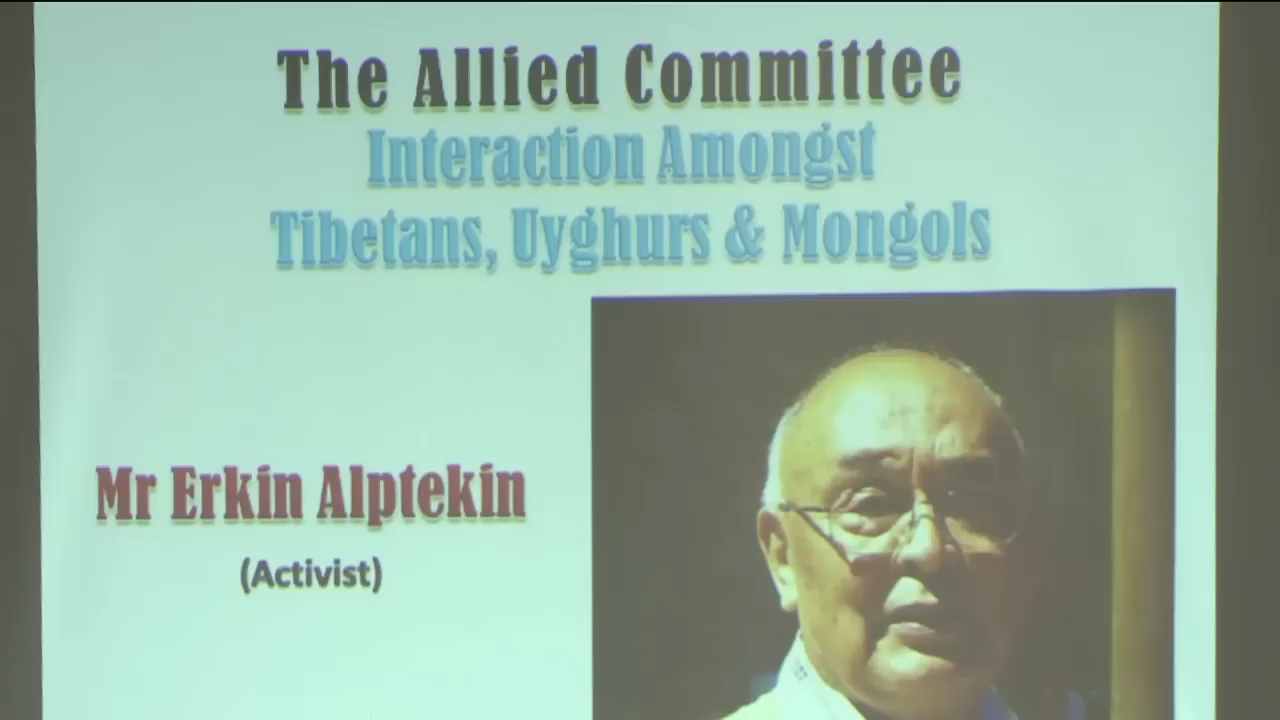 The Allied Committee
Interaction Amongst
Tibetans, Uyghurs & Mongols
Mr Erkin Alptekin
(Activist)